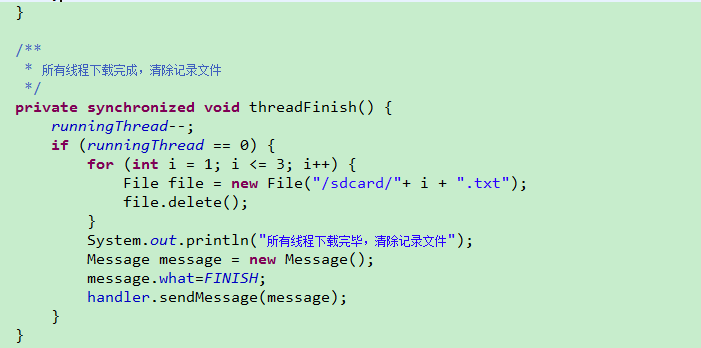 }
/**
 * 所有线程下载完成，清除记录文件
 */
private synchronized void threadFinish() {
    runningThread--;
    if (runningThread == 0) {
        for (int i = 1; i <= 3; i++) {
            File file = new File("/sdcard/"+ i + ".txt");
            file.delete();
        }
        System.out.println("所有线程下载完毕，清除记录文件");
        Message message = new Message();
        message.what=FINISH;
        handler.sendMessage(message);
    }
}